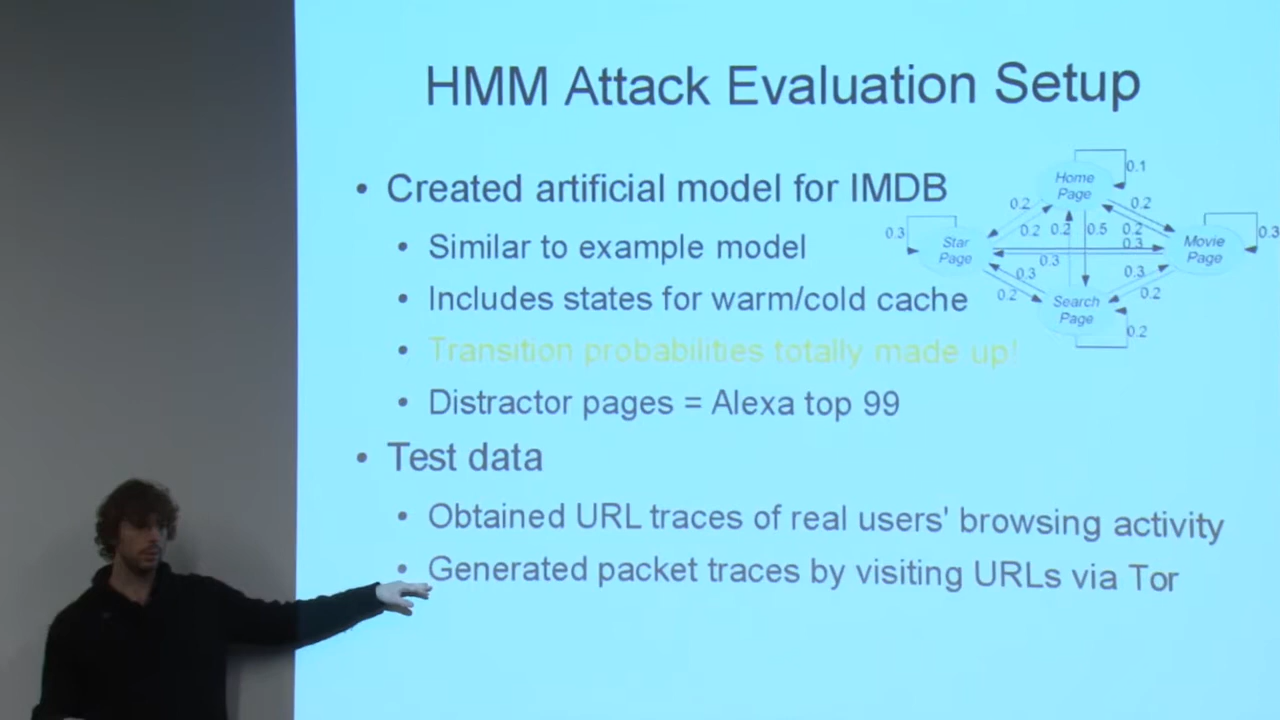 HMM Attack Evaluation Setup
• Created artificial model for IMDB
• Similar to example model
• Includes states for warm/cold cache
• Transition probabilities totally made up!
• Distractor pages = Alexa top 99
• Test data
• Obtained URL traces of real users' browsing activity
• Generated packet traces by visiting URLs via Tor
0.1
Home
Page
0.2
0.2
0.2
0.2
0.5
0.2
0.3
0.3
Star
Page
0.3
Movie
Page
0.3
0.3
0.3
0.2
0.2
Search
Page
0.2